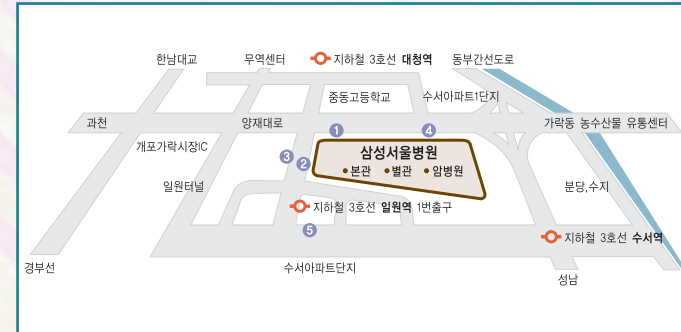 한남대교
무역센터
지하철 3호선 대청역
동부간선도로
중동고등학교
수서아파트1단지
과천
양재대로
가락동 농수산물 유통센터
1
4
개포가락시장IC
삼성서울병원
3
2
• 본관 • 별관 • 암병원
일원터널
분당,수지
지하철 3호선 일원역 1번출구
5
지하철 3호선 수서역
경부선
수서아파트단지
성남